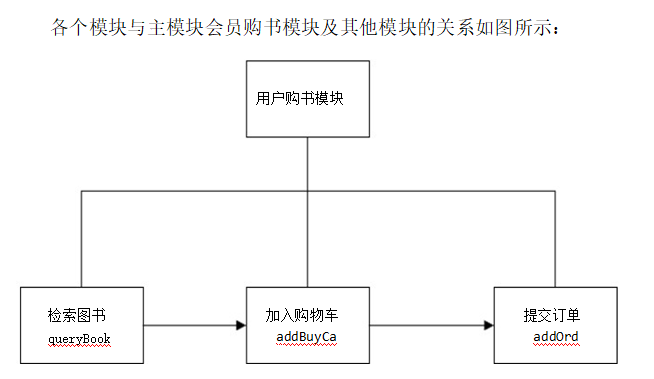 各个模块与主模块会员购书模块及其他模块的关系如图所示：
用户购书模块
检索图书
queryBook
加入购物车
addBuyCa
提交订单
addOrd